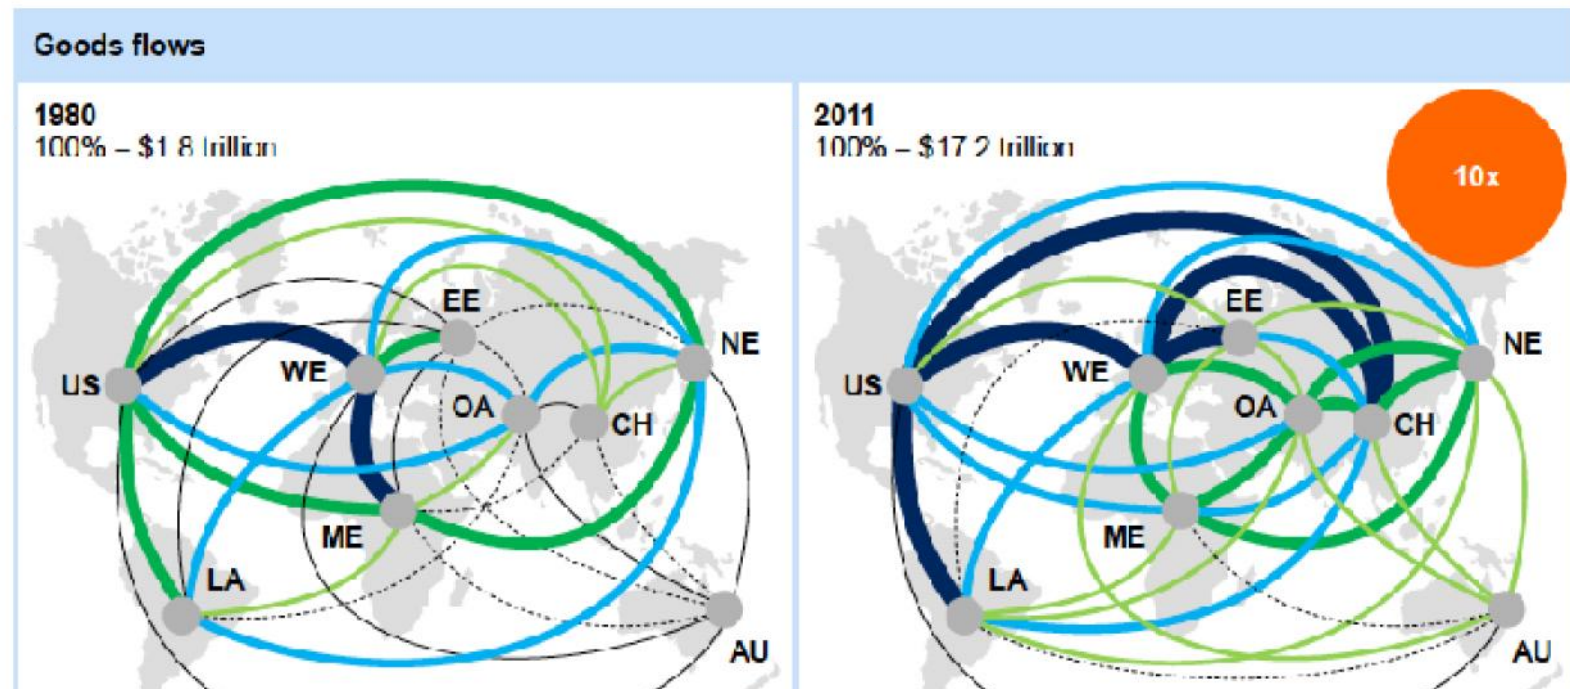 Goods flows
1980
100% – $1.8 trillion
EE
NE
WE
US
OA
CH
ME
LA
AU
2011
100% – $17.2 trillion
10x
EE
NE
WE
US
OA
CH
ME
LA
AU